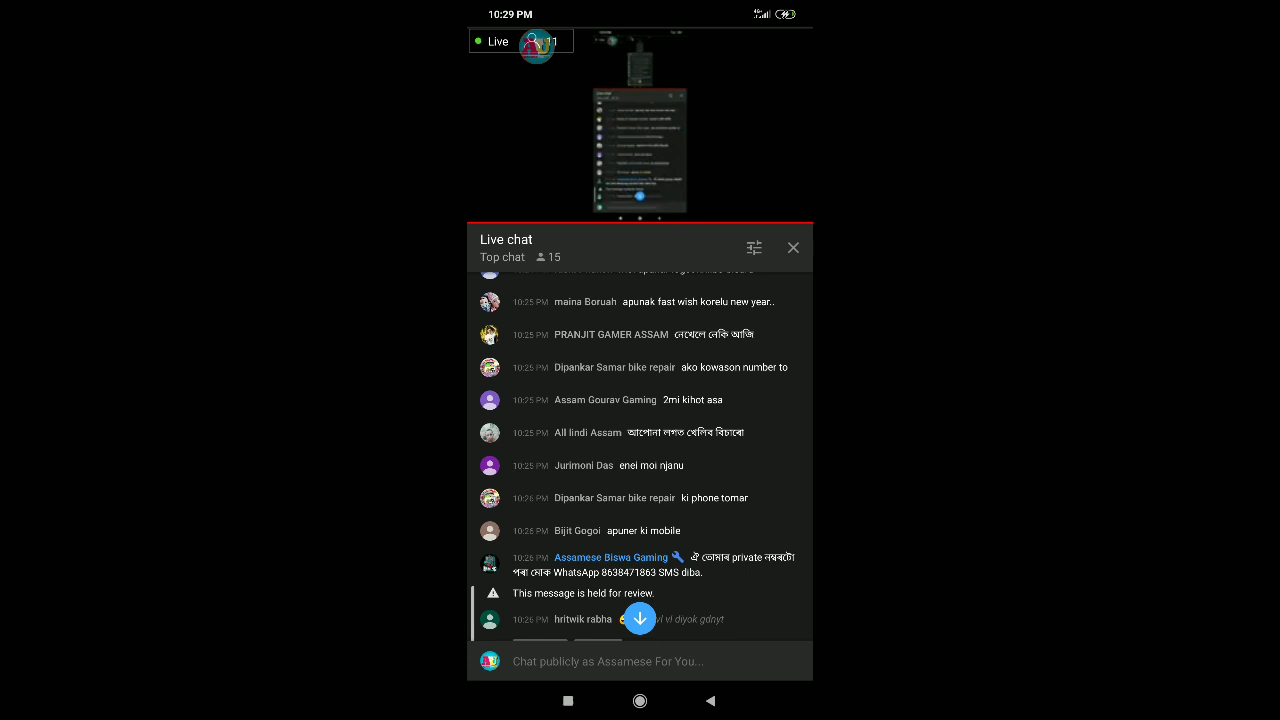 10:29 PM
4G+
Live 11
Live chat
Top chat 15
10:25 PM maina Boruah apunak fast wish korelu new year..
10:25 PM PRANJIT GAMER ASSAM নেখেলে নেকি আজি
10:25 PM Dipankar Samar bike repair ako kowason number to
10:25 PM Assam Gourav Gaming 2mi kihot asa
10:25 PM All lindi Assam আপোনা লগত খেলিব বিচাৰো
10:25 PM Jurimoni Das enei moi njanu
10:26 PM Dipankar Samar bike repair ki phone tomar
10:26 PM Bijit Gogoi apuner ki mobile
10:26 PM Assamese Biswa Gaming ঐ তোমাৰ private নম্বৰটো
পৰা মোক WhatsApp 8638471863 SMS diba.
This message is held for review.
10:26 PM hritwik rabha vl diyok gdnyt
Chat publicly as Assamese For You...